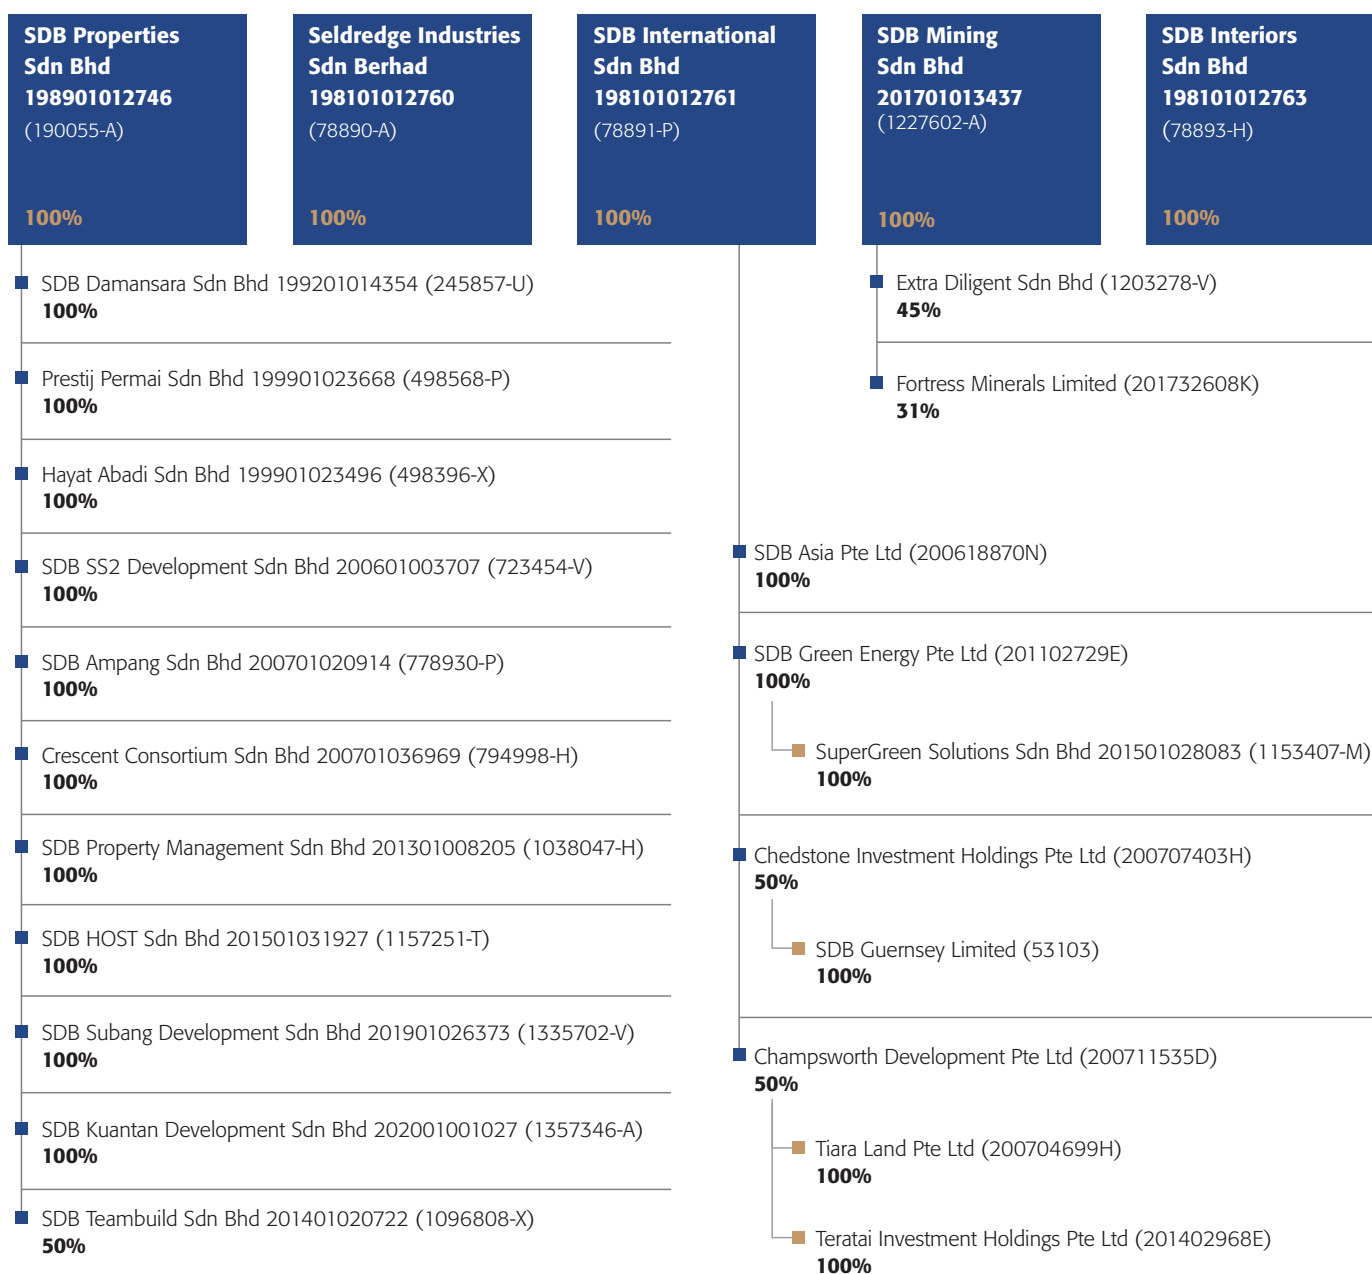 SDB Properties
Sdn Bhd
198901012746
(190055-A)
100%
Seldredge Industries
Sdn Berhad
198101012760
(78890-A)
100%
SDB International
Sdn Bhd
198101012761
(78891-P)
100%
SDB Mining
Sdn Bhd
201701013437
(1227602-A)
100%
SDB Interiors
Sdn Bhd
198101012763
(78893-H)
100%
SDB Damansara Sdn Bhd 199201014354 (245857-U)
100%
Prestij Permai Sdn Bhd 199901023668 (498568-P)
100%
Hayat Abadi Sdn Bhd 199901023496 (498396-X)
100%
SDB SS2 Development Sdn Bhd 200601003707 (723454-V)
100%
SDB Ampang Sdn Bhd 200701020914 (778930-P)
100%
Crescent Consortium Sdn Bhd 200701036969 (794998-H)
100%
SDB Property Management Sdn Bhd 201301008205 (1038047-H)
100%
SDB HOST Sdn Bhd 201501031927 (1157251-T)
100%
SDB Subang Development Sdn Bhd 201901026373 (1335702-V)
100%
SDB Kuantan Development Sdn Bhd 202001001027 (1357346-A)
100%
SDB Teambuild Sdn Bhd 201401020722 (1096808-X)
50%
Extra Diligent Sdn Bhd (1203278-V)
45%
Fortress Minerals Limited (201732608K)
31%
SDB Asia Pte Ltd (200618870N)
100%
SDB Green Energy Pte Ltd (201102729E)
100%
SuperGreen Solutions Sdn Bhd 201501028083 (1153407-M)
100%
Chedstone Investment Holdings Pte Ltd (200707403H)
50%
SDB Guernsey Limited (53103)
100%
Champsworth Development Pte Ltd (200711535D)
50%
Tiara Land Pte Ltd (200704699H)
100%
Teratai Investment Holdings Pte Ltd (201402968E)
100%